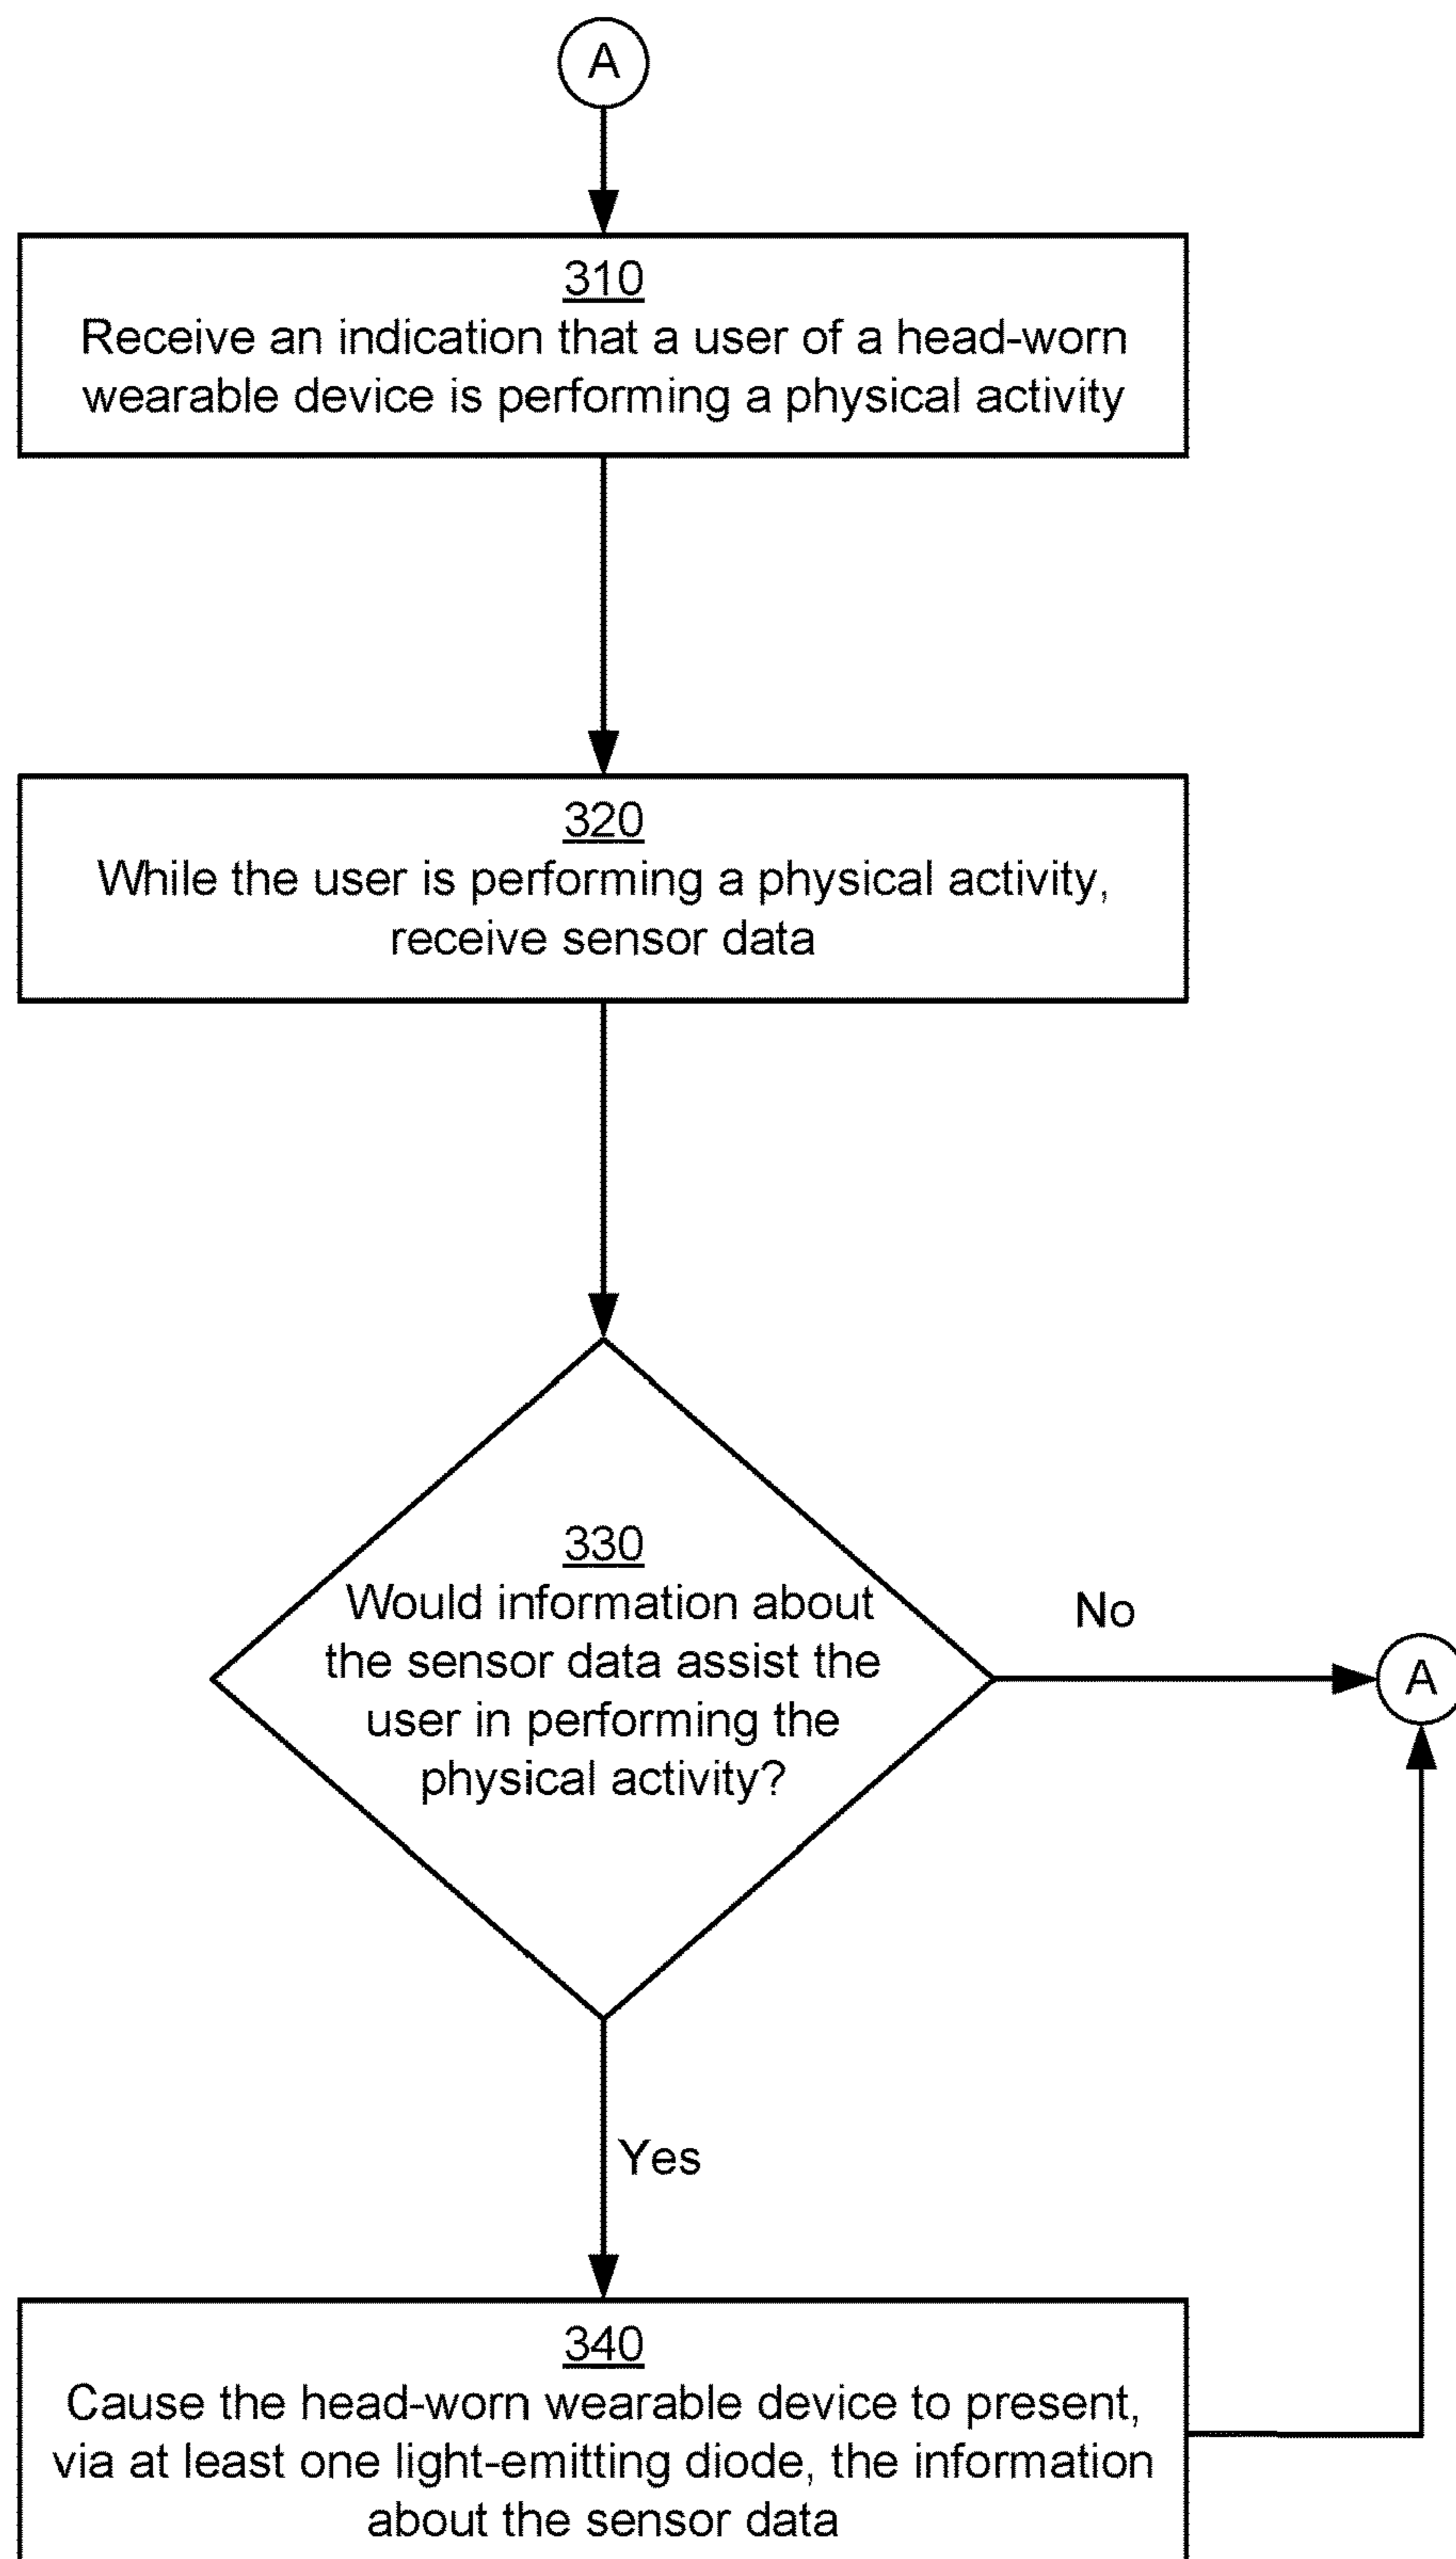 A
310
Receive an indication that a user of a head-worn
wearable device is performing a physical activity
320
While the user is performing a physical activity,
receive sensor data
330
Would information about
the sensor data assist the
user in performing the
physical activity?
No
A
Yes
340
Cause the head-worn wearable device to present,
via at least one light-emitting diode, the information
about the sensor data